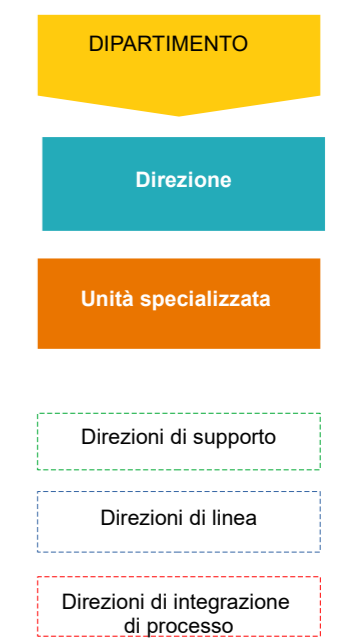 DIPARTIMENTO
Direzione
Unità specializzata
Direzioni di supporto
Direzioni di linea
Direzioni di integrazione
di processo